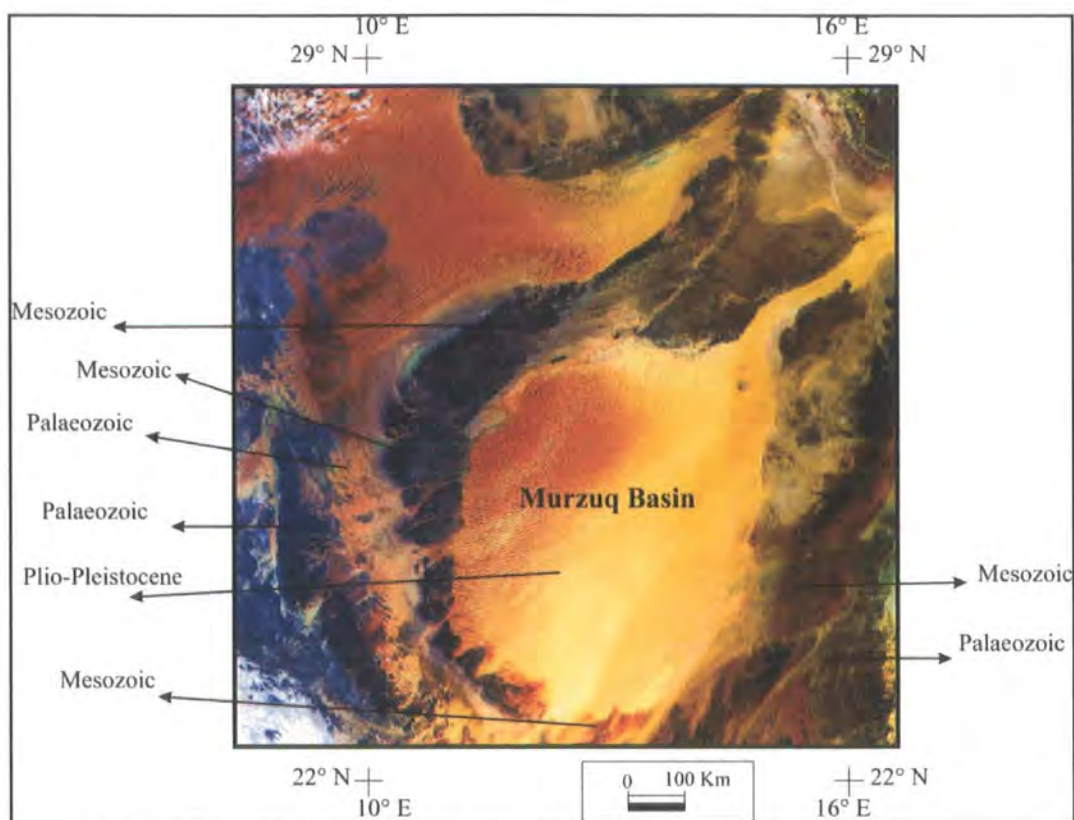 10° E
16° E
29° N
29° N
Mesozoic
Mesozoic
Palaeozoic
Murzuq Basin
Palaeozoic
Plio-Pleistocene
Mesozoic
Palaeozoic
Mesozoic
22° N
0 100 Km
22° N
10° E
16° E